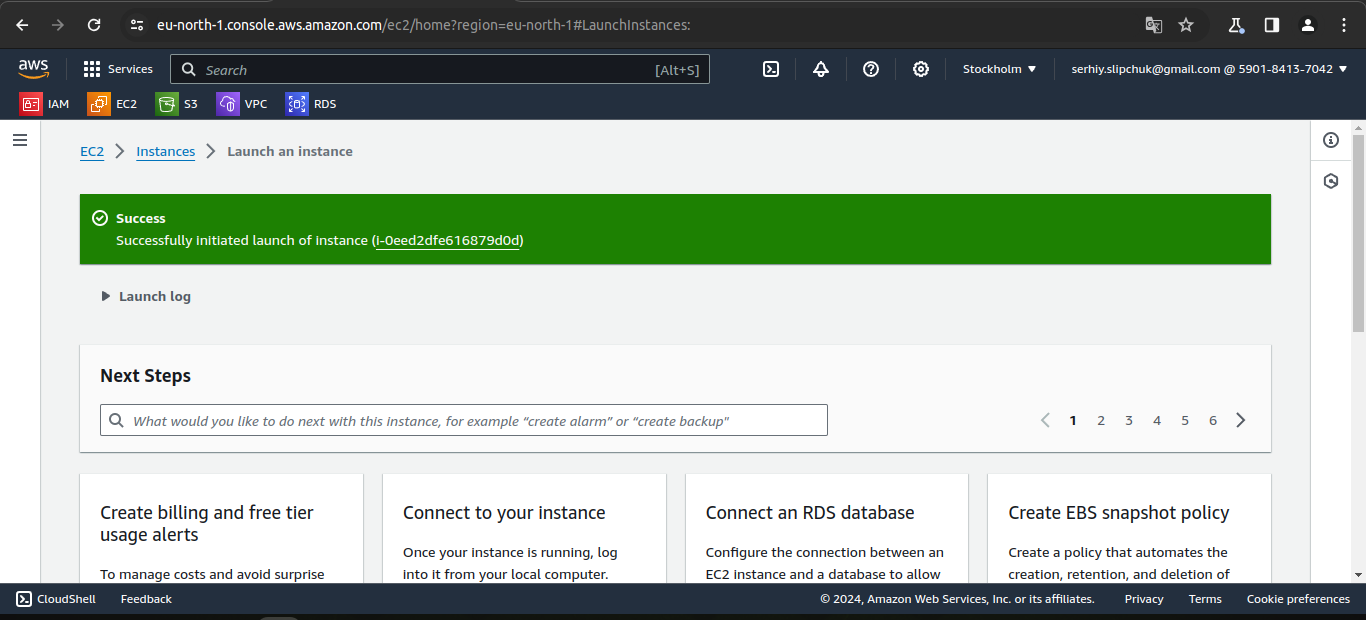 eu-north-1.console.aws.amazon.com/ec2/home?region=eu-north-1#LaunchInstances:
aws Services Search [Alt+S] Stockholm serhiy.slipchuk@gmail.com @ 5901-8413-7042
IAM EC2 S3 VPC RDS
EC2 Instances Launch an instance
Success
Successfully initiated launch of instance (i-0eed2dfe616879d0d)
Launch log
Next Steps
What would you like to do next with this instance, for example “create alarm” or “create backup” 1 2 3 4 5 6
Create billing and free tier
usage alerts
To manage costs and avoid surprise
Connect to your instance
Once your instance is running, log
into it from your local computer.
Connect an RDS database
Configure the connection between an
EC2 instance and a database to allow
Create EBS snapshot policy
Create a policy that automates the
creation, retention, and deletion of
CloudShell Feedback © 2024, Amazon Web Services, Inc. or its affiliates. Privacy Terms Cookie preferences